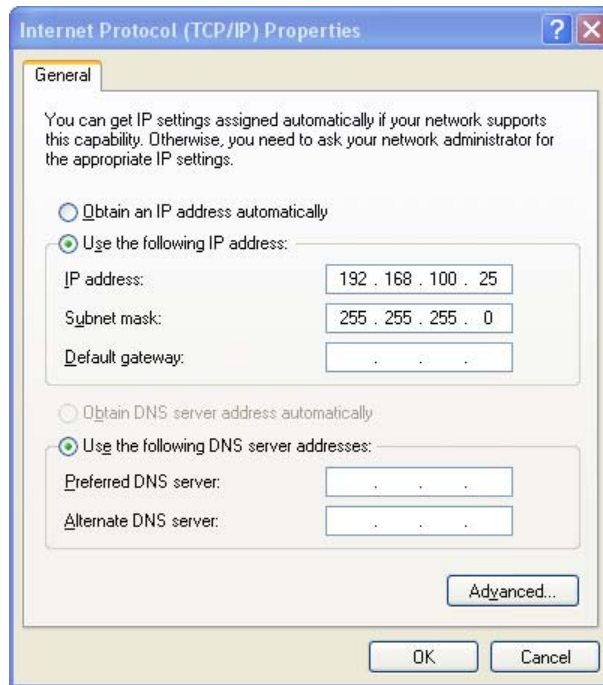 Internet Protocol (TCP/IP) Properties
?
General
You can get IP settings assigned automatically if your network supports
this capability. Otherwise, you need to ask your network administrator for
the appropriate IP settings.
Obtain an IP address automatically
Use the following IP address:
IP address: 192 . 168 . 100 . 25
Subnet mask: 255 . 255 . 255 . 0
Default gateway: . . .
Obtain DNS server address automatically
Use the following DNS server addresses:
Preferred DNS server: . . .
Alternate DNS server: . . .
Advanced...
OK Cancel